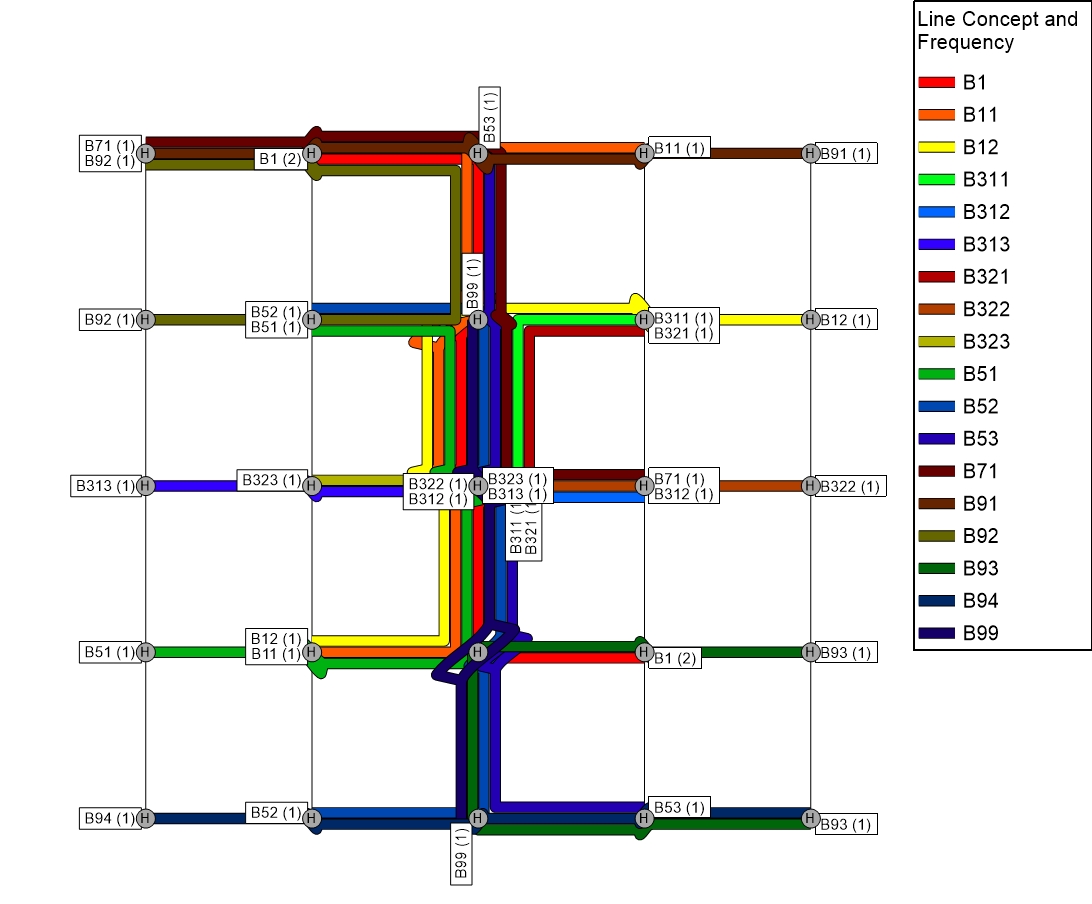 Line Concept and
Frequency
B1
B11
B12
B311
B312
B313
B321
B322
B323
B51
B52
B53
B71
B91
B92
B93
B94
B99
B53 (1)
B71 (1)
B92 (1)
H
B1 (2)
H
H
H
B11 (1)
H
B91 (1)
B99 (1)
B92 (1)
H
B52 (1)
B51 (1)
H
H
H
B311 (1)
B321 (1)
H
B12 (1)
B313 (1)
H
B323 (1)
H
B322 (1)
B312 (1)
H
B323 (1)
B313 (1)
H
B71 (1)
B312 (1)
H
B322 (1)
B311 (1)
B321 (1)
B51 (1)
H
B12 (1)
B11 (1)
H
H
H
B1 (2)
H
B93 (1)
B94 (1)
H
B52 (1)
H
H
H
B53 (1)
H
B93 (1)
B99 (1)